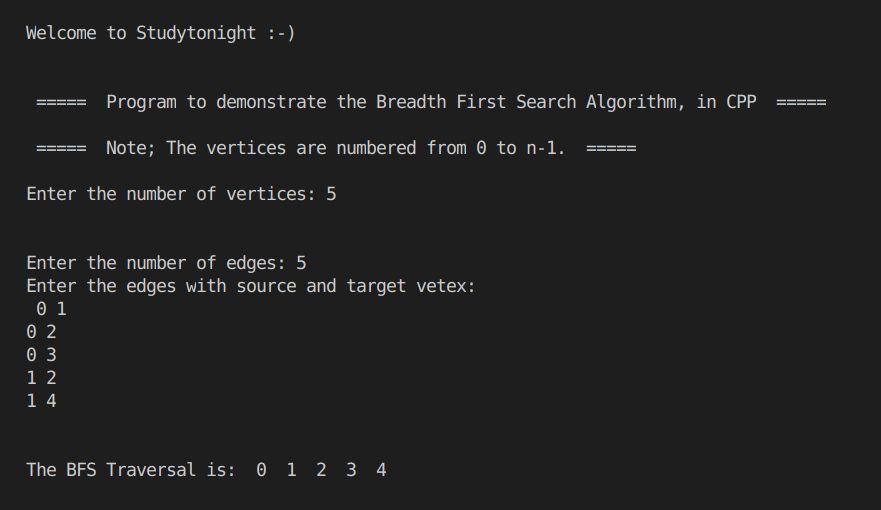 Welcome to Studytonight :-)
===== Program to demonstrate the Breadth First Search Algorithm, in CPP =====
===== Note; The vertices are numbered from 0 to n-1. =====
Enter the number of vertices: 5
Enter the number of edges: 5
Enter the edges with source and target vetex:
0 1
0 2
0 3
1 2
1 4
The BFS Traversal is: 0 1 2 3 4